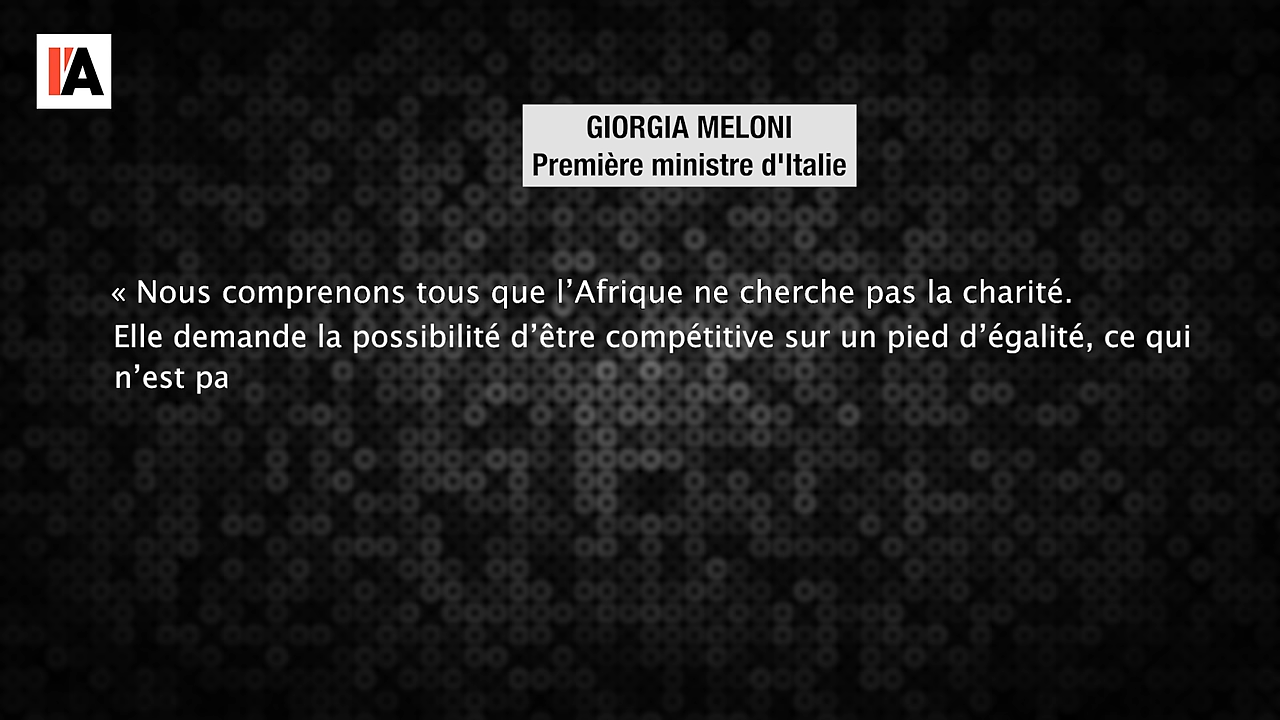 l'A
GIORGIA MELONI
Première ministre d'Italie
« Nous comprenons tous que l’Afrique ne cherche pas la charité.
Elle demande la possibilité d’être compétitive sur un pied d’égalité, ce qui
n’est pa